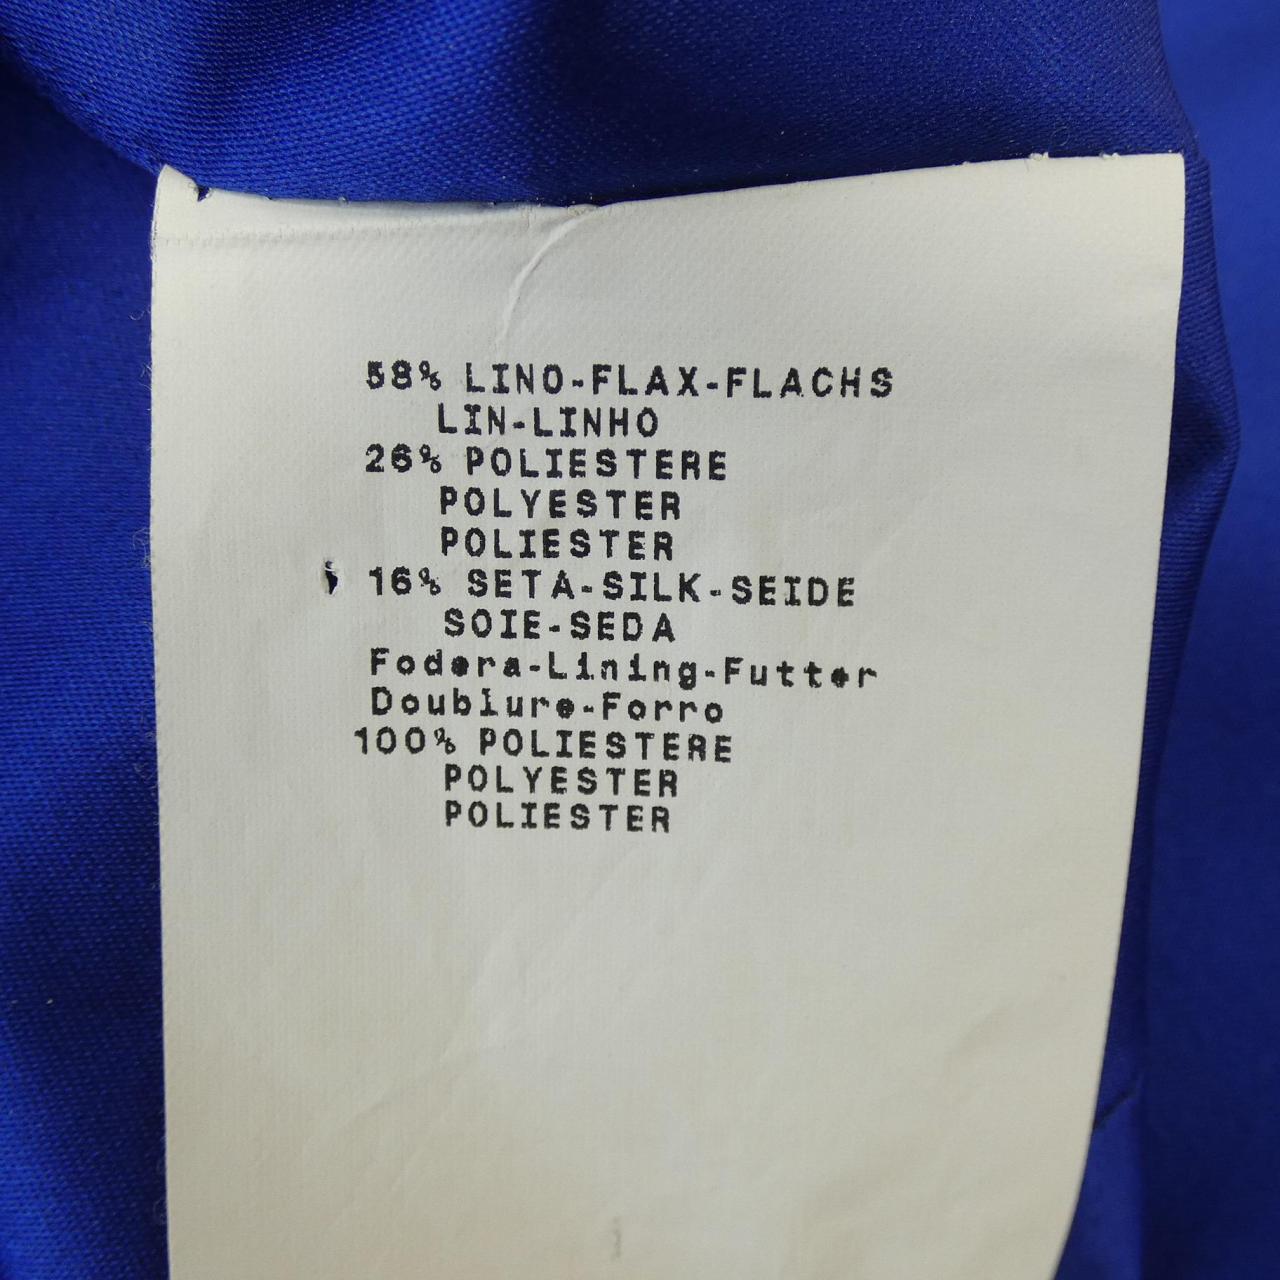 58% LINO-FLAX-FLACHS
LIN-LINHO
26% POLIESTERE
POLYESTER
POLIESTER
16% SETA-SILK-SEIDE
SOIE-SEDA
Fodera-Lining-Futter
Doublure-Forro
100% POLIESTERE
POLYESTER
POLIESTER